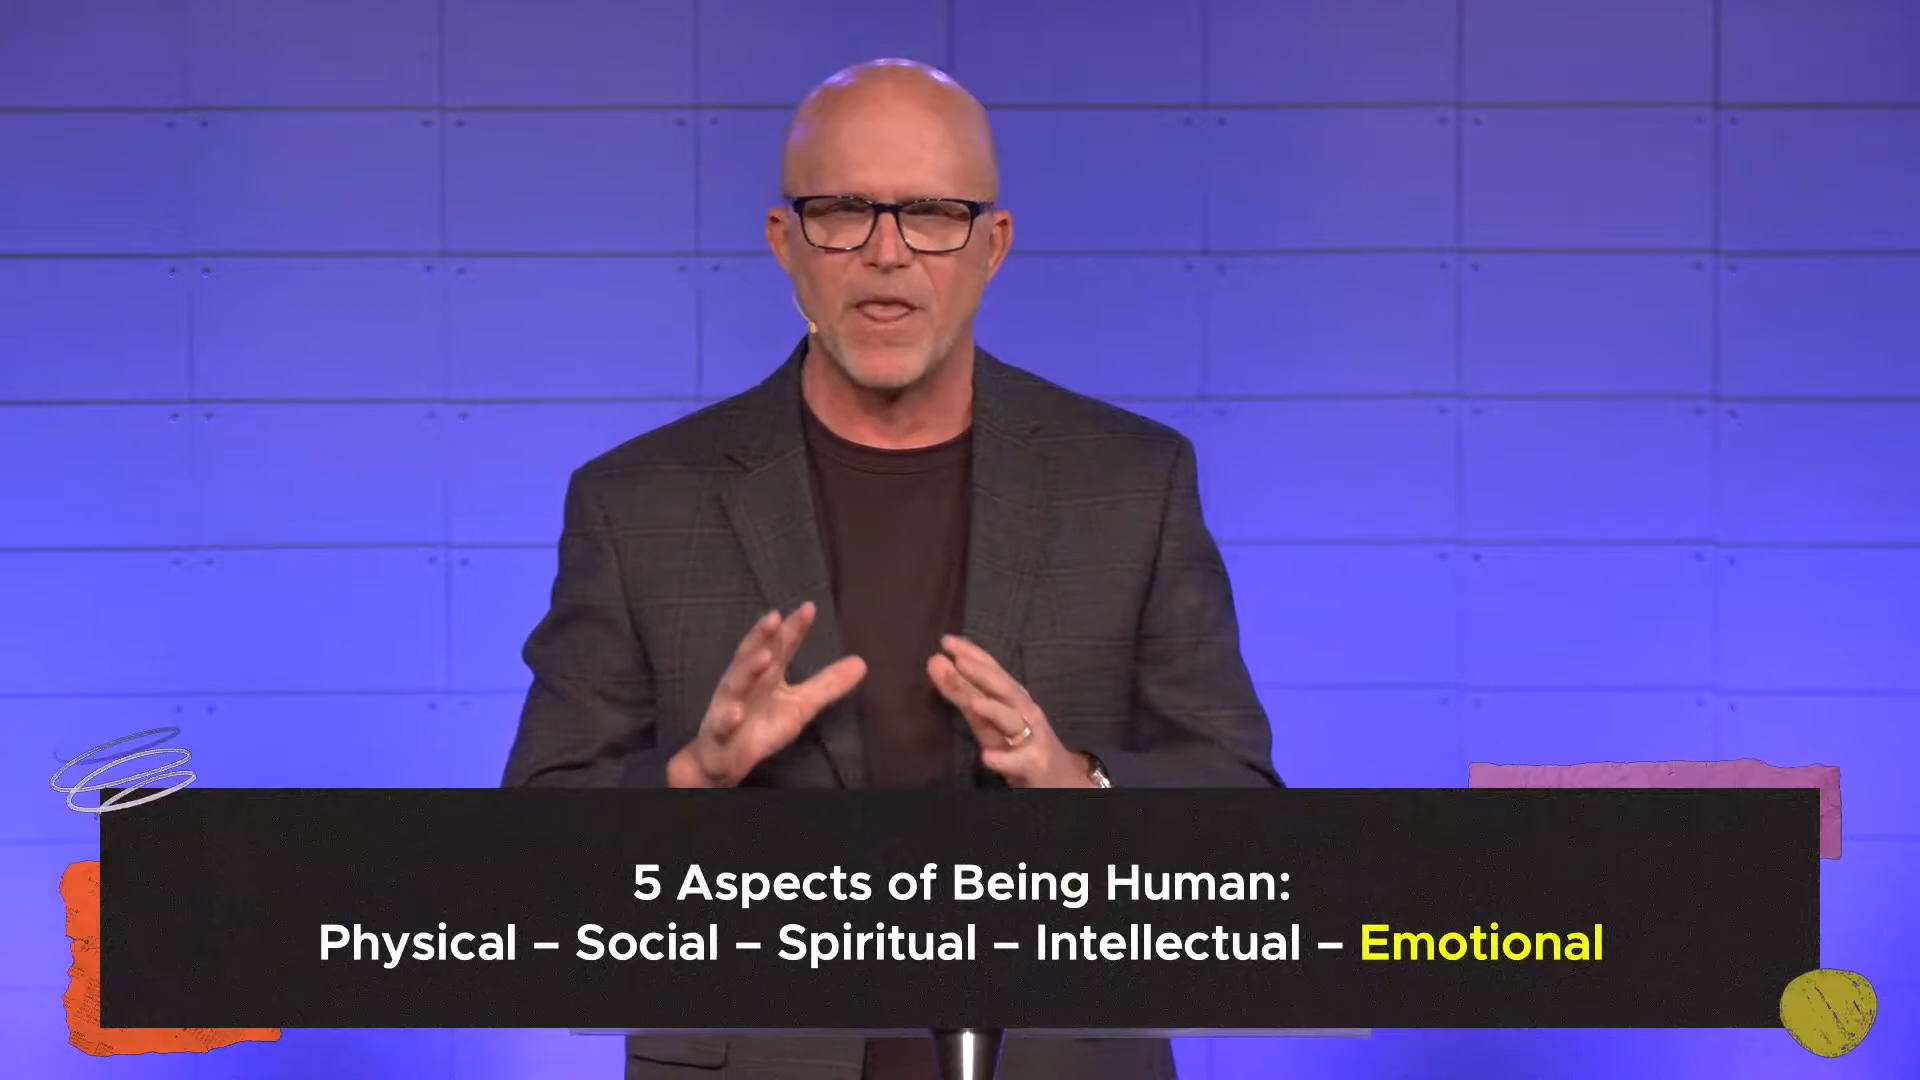 5 Aspects of Being Human:
Physical – Social – Spiritual – Intellectual – Emotional